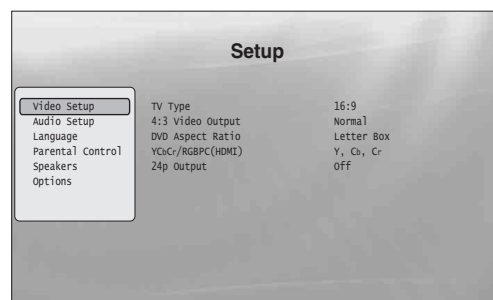 Setup
Video Setup TV Type 16:9
Audio Setup 4:3 Video Output Normal
Language DVD Aspect Ratio Letter Box
Parental Control YCbCr/RGBPC(HDMI) Y, Cb, Cr
Speakers 24p Output Off
Options